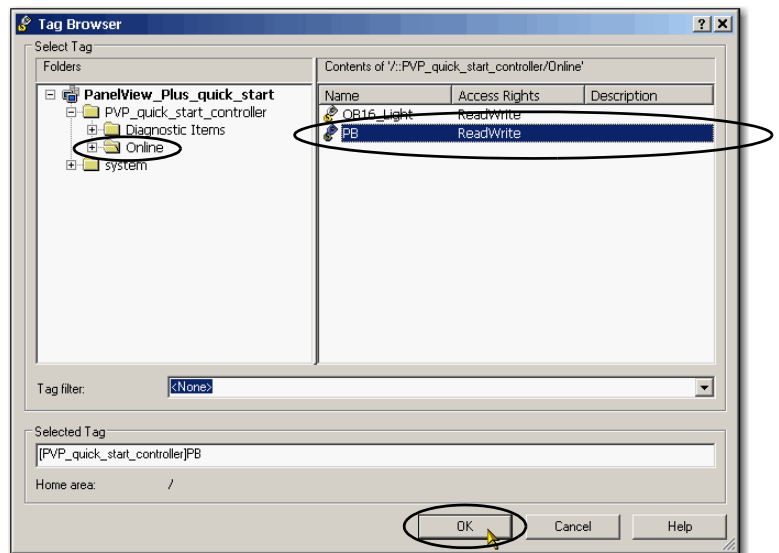 Tag Browser
Select Tag
Folders
Contents of '/::PVP_quick_start_controller/Online'
PanelView_Plus_quick_start
PVP_quick_start_controller
Diagnostic Items
Online
system
Name Access Rights Description
OB16_Light ReadWrite
PB ReadWrite
Tag filter: <None>
Selected Tag
[PVP_quick_start_controller]PB
Home area: /
OK Cancel Help